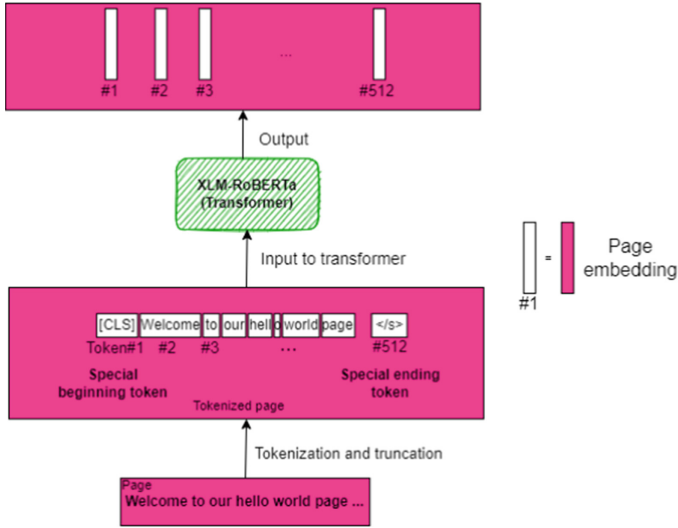 ...
#1 #2 #3 #512
Output
XLM-RoBERTa
(Transformer)
Input to transformer
[CLS] Welcome to our hell o world page </s>
Token#1 #2 #3 ... #512
Special
beginning token
Special ending
token
Tokenized page
Tokenization and truncation
Page
Welcome to our hello world page ...
=
#1
Page
embedding